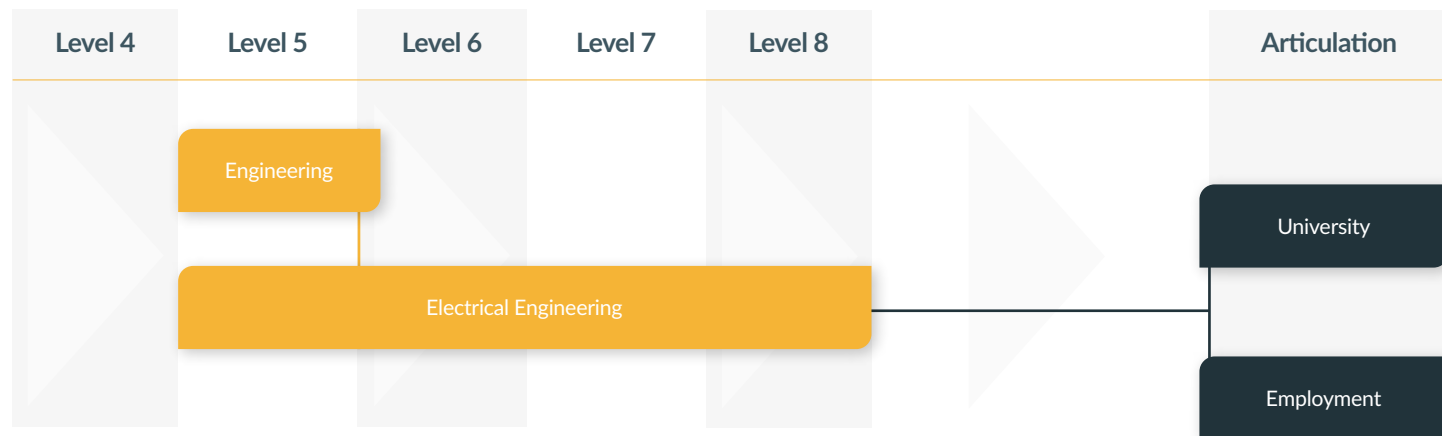 Level 4
Level 5
Level 6
Level 7
Level 8
Articulation
Engineering
University
Electrical Engineering
Employment